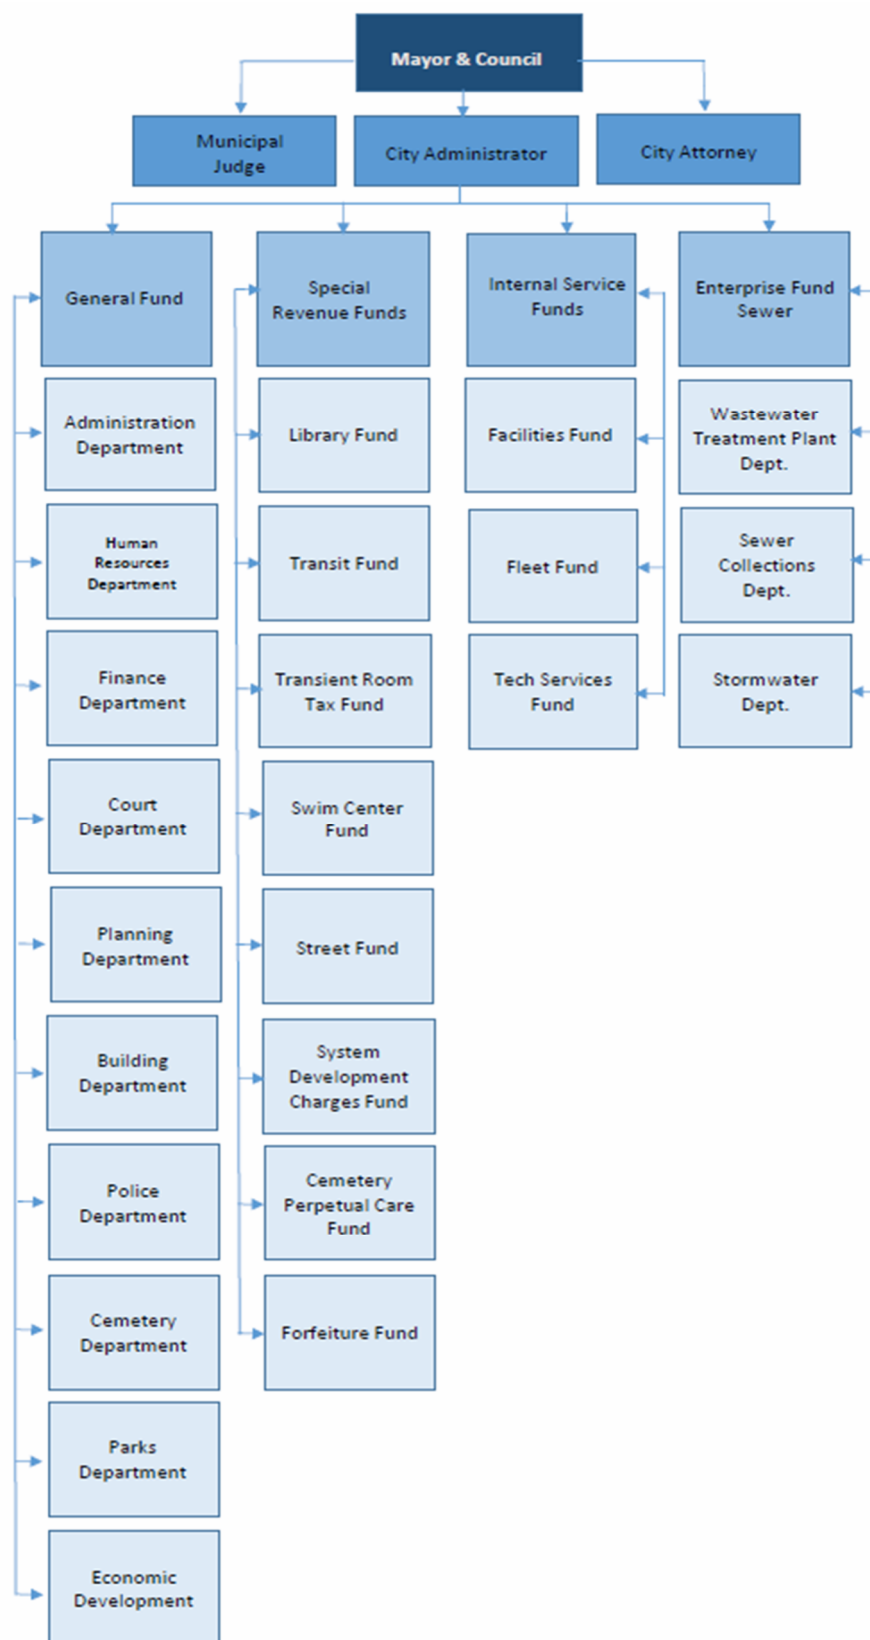 Mayor & Council
Municipal
Judge
City Administrator
City Attorney
General Fund
Special
Revenue Funds
Internal Service
Funds
Enterprise Fund
Sewer
Administration
Department
Library Fund
Facilities Fund
Wastewater
Treatment Plant
Dept.
Human
Resources
Department
Transit Fund
Fleet Fund
Sewer
Collections
Dept.
Finance
Department
Transient Room
Tax Fund
Tech Services
Fund
Stormwater
Dept.
Court
Department
Swim Center
Fund
Planning
Department
Street Fund
Building
Department
System
Development
Charges Fund
Police
Department
Cemetery
Perpetual Care
Fund
Cemetery
Department
Forfeiture Fund
Parks
Department
Economic
Development